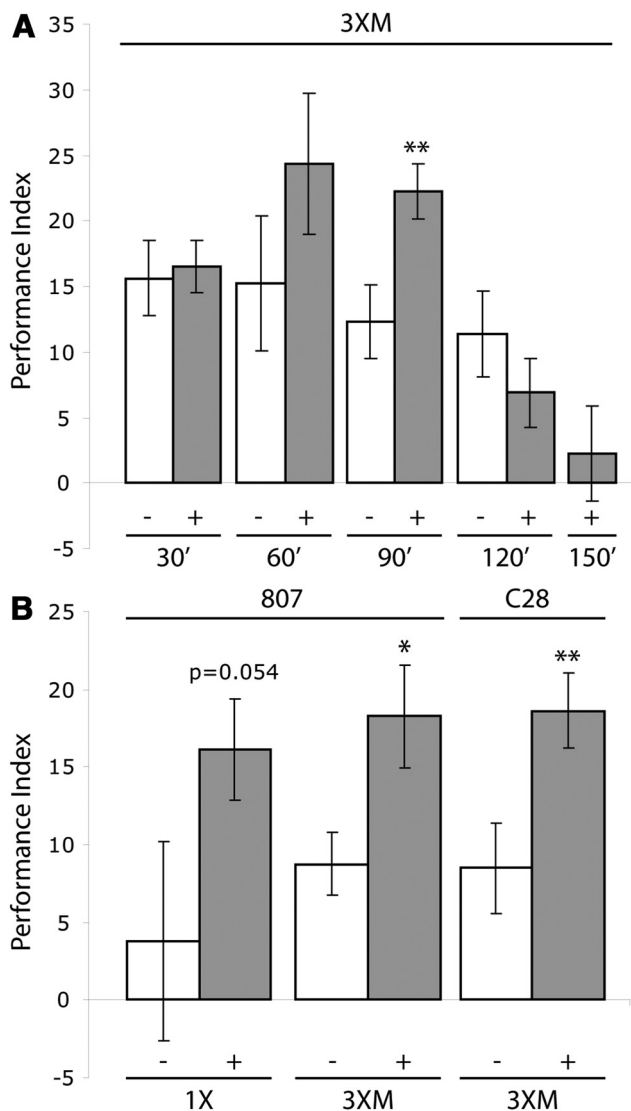 A
3XM
35
30
25
20
15
10
5
0
-5
Performance Index
**
- + - + - + - + +
30’ 60’ 90’ 120’ 150’
B
807 C28
25
20
15
10
5
0
-5
Performance Index
p=0.054
*
**
- + - + - +
1X 3XM 3XM